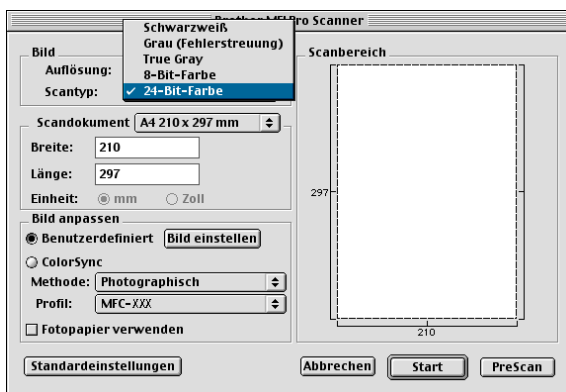 Brother MFL Pro Scanner
Schwarzweiß
Grau (Fehlerstreuung)
True Gray
8-Bit-Farbe
✓ 24-Bit-Farbe
Bild
Auflösung:
Scantyp:
Scandokument A4 210 x 297 mm
Breite: 210
Länge: 297
Einheit: mm Zoll
Bild anpassen
Benutzerdefiniert Bild einstellen
ColorSync
Methode: Photographisch
Profil: MFC-XXX
Fotopapier verwenden
Scanbereich
297
210
Standardeinstellungen
Abbrechen Start PreScan